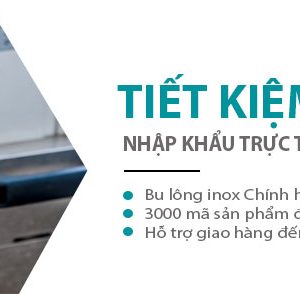 TIẾT KIỆM
NHẬP KHẨU TRỰC T
Bu lông inox Chính h
3000 mã sản phẩm đ
Hỗ trợ giao hàng đến